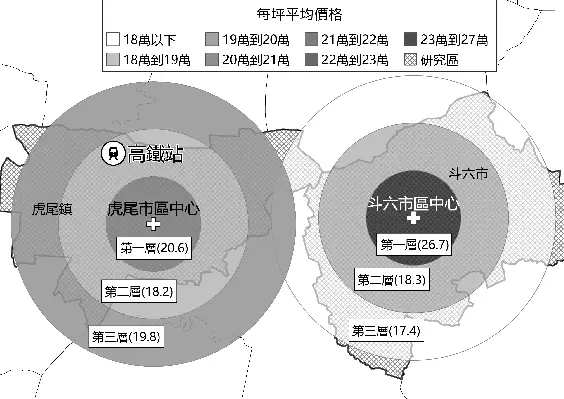 每坪平均價格
18萬以下
19萬到20萬
21萬到22萬
23萬到27萬
18萬到19萬
20萬到21萬
22萬到23萬
研究區
高鐵站
虎尾鎮
虎尾市區中心
第一層(20.6)
第二層(18.2)
第三層(19.8)
斗六市
斗六市區中心
第一層(26.7)
第二層(18.3)
第三層(17.4)